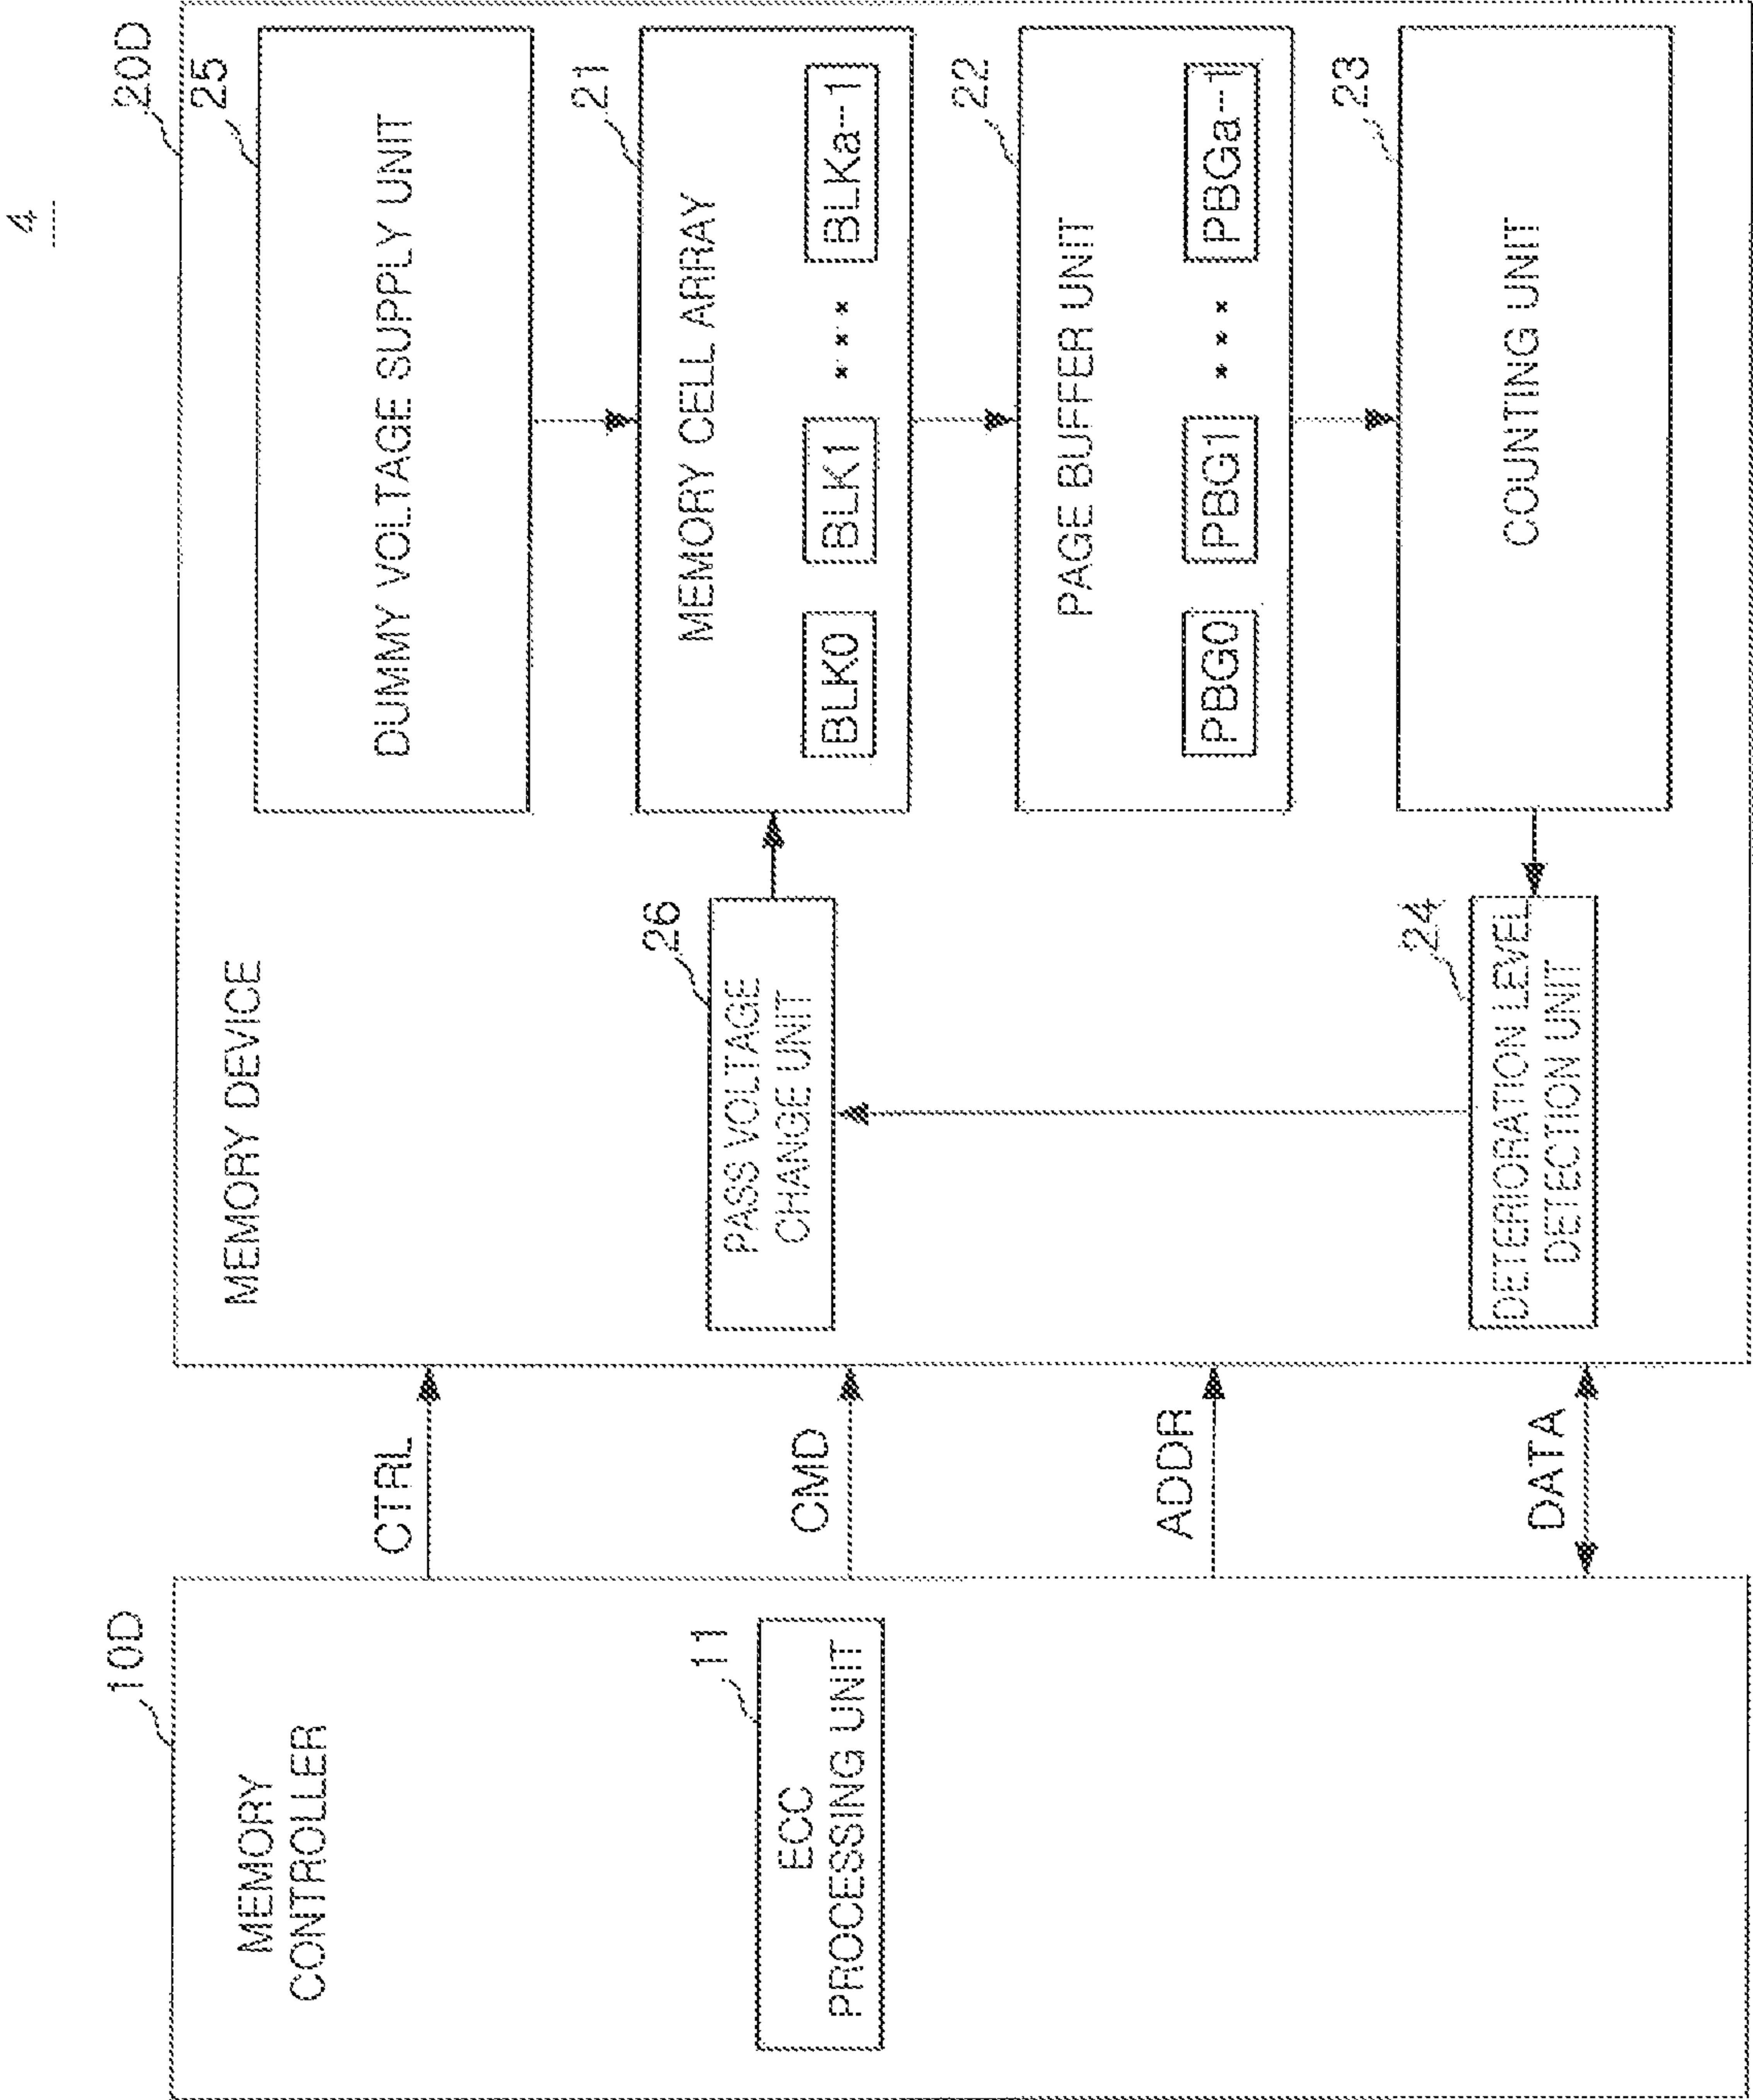 4
10D
MEMORY
CONTROLLER
11
ECC
PROCESSING UNIT
CTRL
CMD
ADDR
DATA
20D
MEMORY DEVICE
25
DUMMY VOLTAGE SUPPLY UNIT
26
PASS VOLTAGE
CHANGE UNIT
21
MEMORY CELL ARRAY
BLK0 BLK1 ••• BLKa-1
22
PAGE BUFFER UNIT
PBG0 PBG1 ••• PBGa-1
24
DETERIORATION LEVEL
DETECTION UNIT
23
COUNTING UNIT